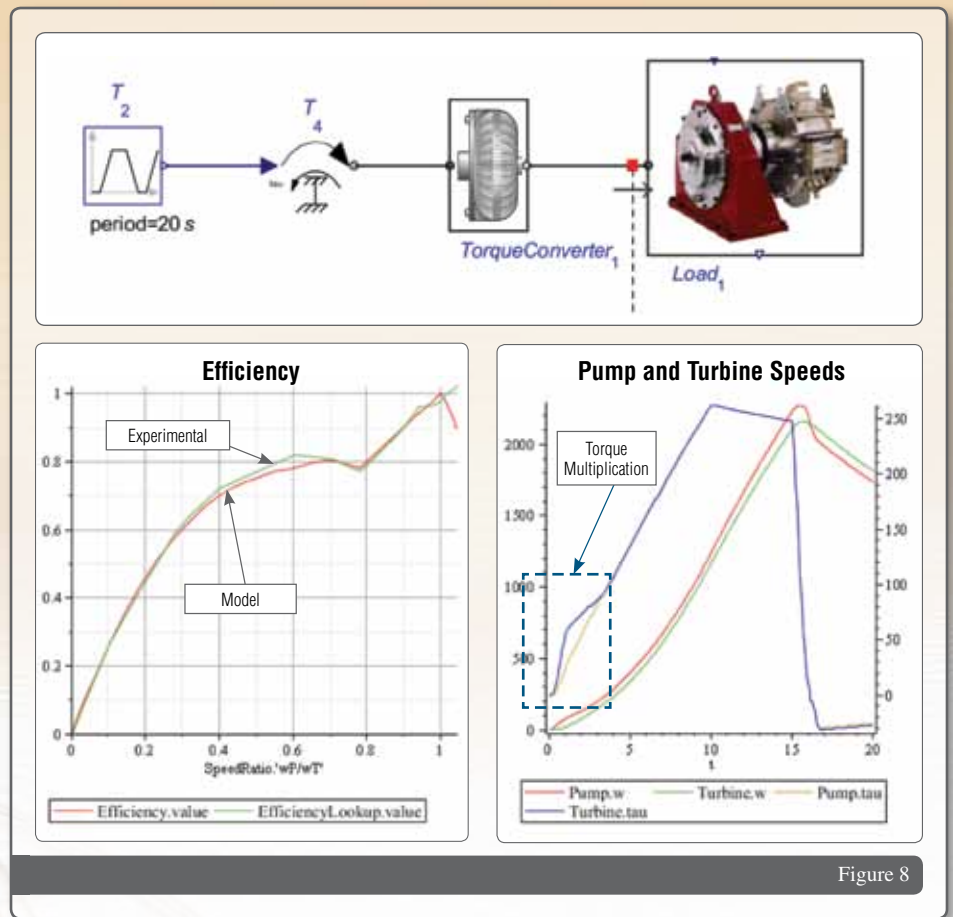 T
2
T
4
period=20 s
TorqueConverter
1
Load
1
Efficiency
1
0.8
0.6
0.4
0.2
0
Experimental
Model
0 0.2 0.4 0.6 0.8 1
SpeedRatio.'wP/wT'
Efficiency.value EfficiencyLookup.value
Pump and Turbine Speeds
2000
1500
1000
500
0
250
200
150
100
50
0
Torque
Multiplication
0 5 10 15 20
t
Pump.w Turbine.w Pump.tau
Turbine.tau
Figure 8